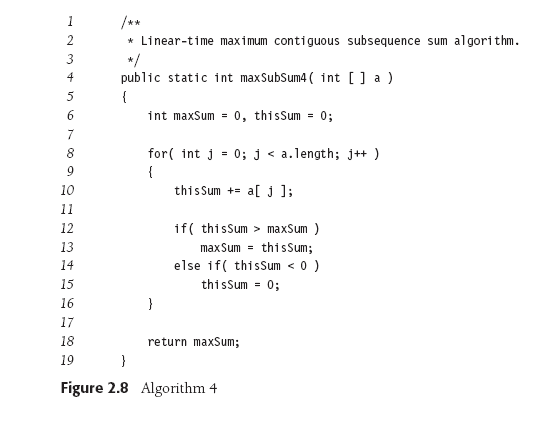 1 /**
2 * Linear-time maximum contiguous subsequence sum algorithm.
3 */
4 public static int maxSubSum4( int [ ] a )
5 {
6 int maxSum = 0, thisSum = 0;
7
8 for( int j = 0; j < a.length; j++ )
9 {
10 thisSum += a[ j ];
11
12 if( thisSum > maxSum )
13 maxSum = thisSum;
14 else if( thisSum < 0 )
15 thisSum = 0;
16 }
17
18 return maxSum;
19 }
Figure 2.8 Algorithm 4